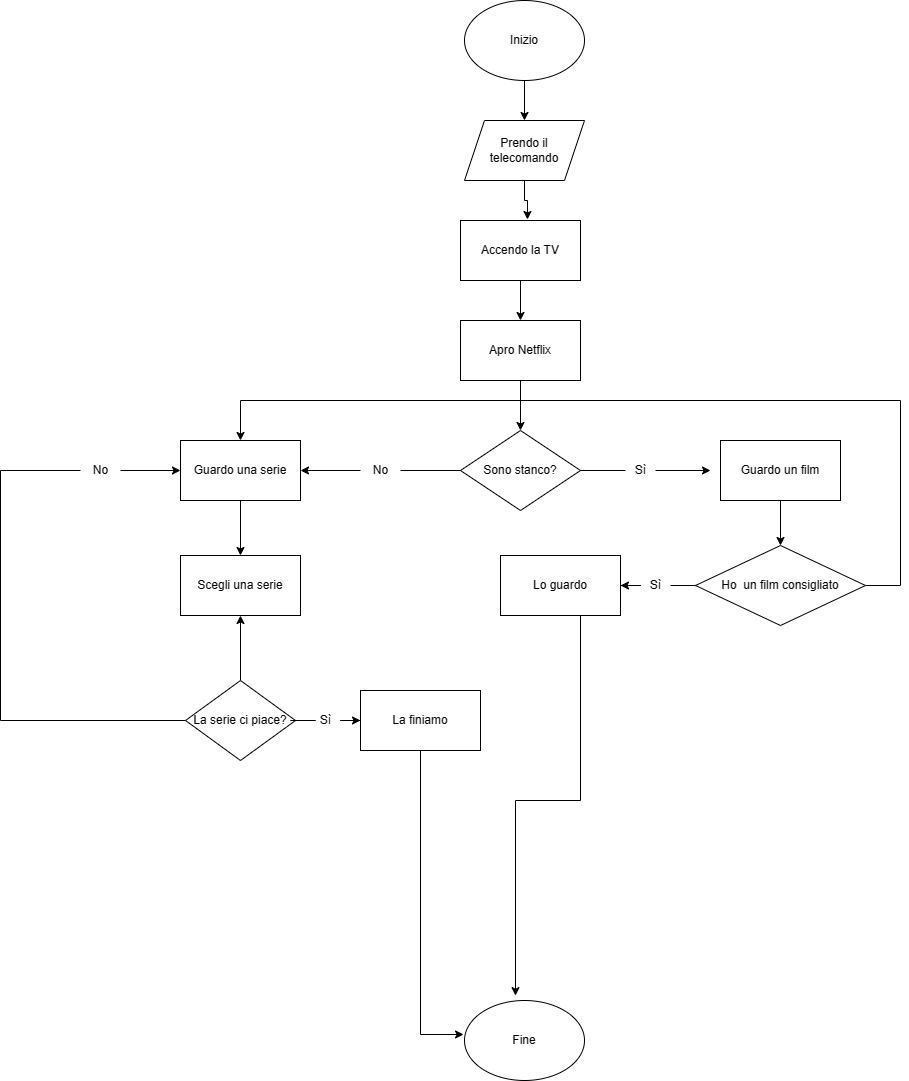 Inizio
Prendo il
telecomando
Accendo la TV
Apro Netflix
No
Guardo una serie
No
Sono stanco?
Sì
Guardo un film
Scegli una serie
Lo guardo
Sì
Ho un film consigliato
La serie ci piace?
Sì
La finiamo
Fine